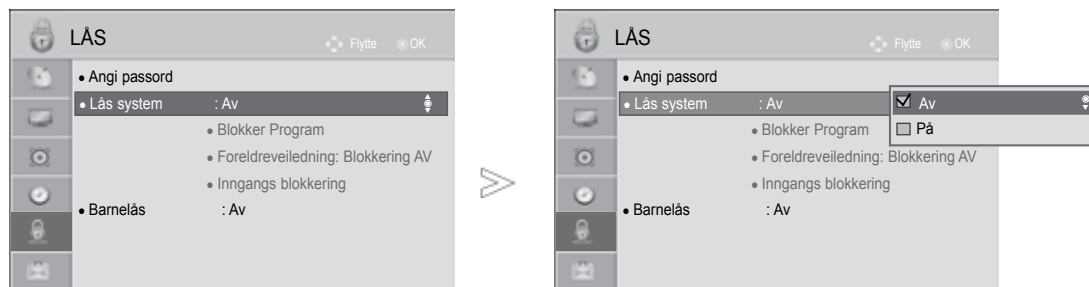 LÅS
Flytte OK
• Angi passord
• Lås system : Av
• Blokker Program
• Foreldreveiledning: Blokkering AV
• Inngangs blokkering
• Barnelås : Av
LÅS
Flytte OK
• Angi passord
• Lås system : Av
Av
På
• Blokker Program
• Foreldreveiledning: Blokkering AV
• Inngangs blokkering
• Barnelås : Av